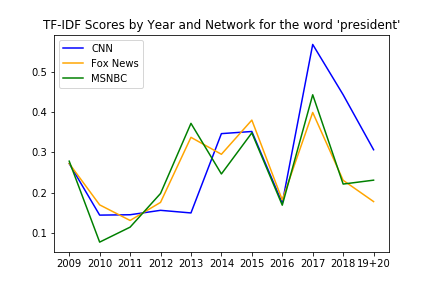 TF-IDF Scores by Year and Network for the word 'president'
CNN
Fox News
MSNBC
0.5
0.4
0.3
0.2
0.1
2009 2010 2011 2012 2013 2014 2015 2016 2017 2018 19+20